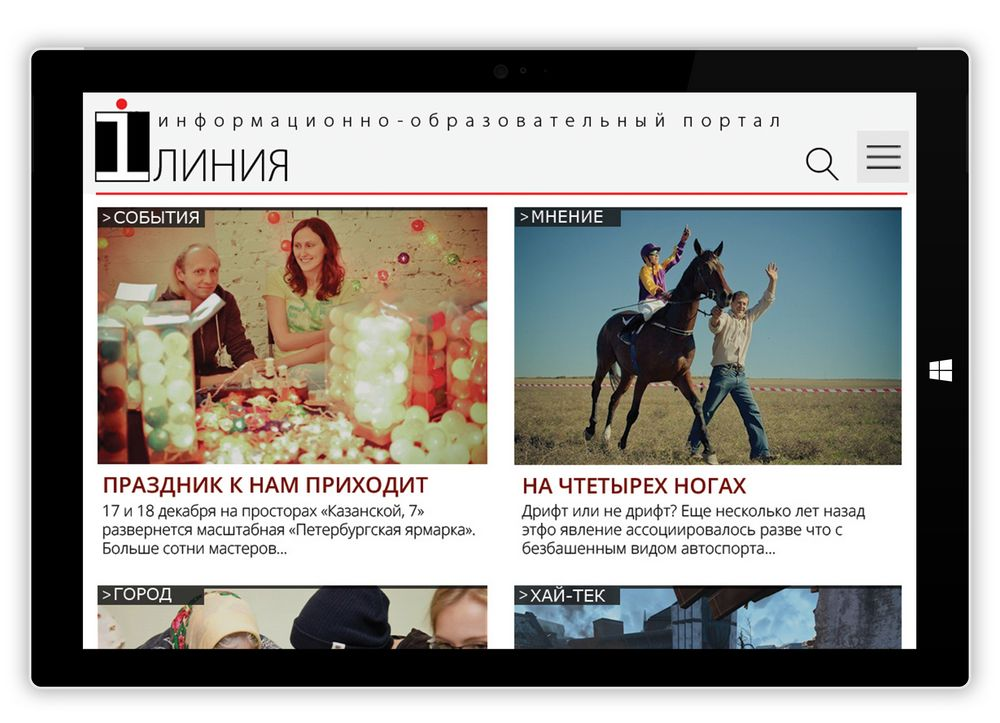 информационно-образовательный портал
i ЛИНИЯ
>СОБЫТИЯ
ПРАЗДНИК К НАМ ПРИХОДИТ
17 и 18 декабря на просторах «Казанской, 7»
развернется масштабная «Петербургская ярмарка».
Больше сотни мастеров...
>МНЕНИЕ
НА ЧТЕТЫРЕХ НОГАХ
Дрифт или не дрифт? Еще несколько лет назад
этфо явление ассоциировалось разве что с
безбашенным видом автоспорта...
>ГОРОД
>ХАЙ-ТЕК